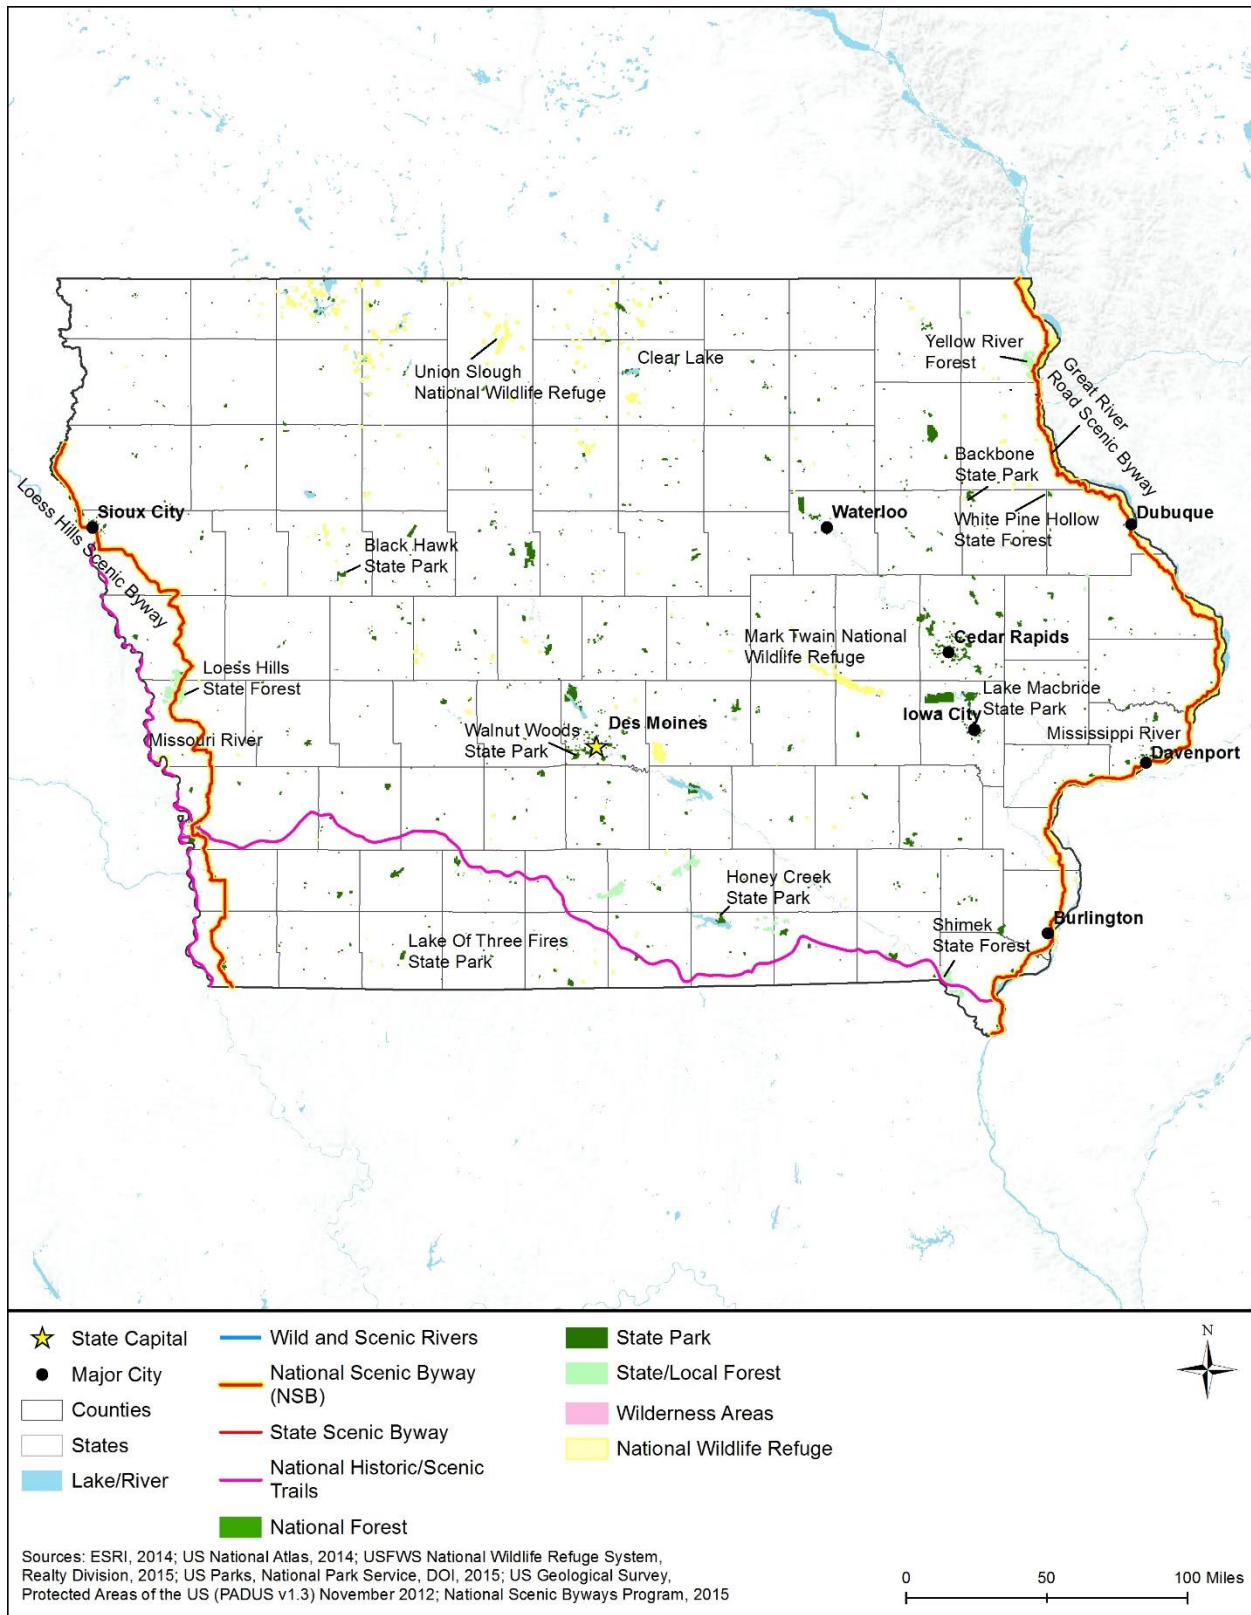 Yellow River
Forest
Clear Lake
Union Slough
National Wildlife Refuge
Great River
Road Scenic Byway
Backbone
State Park
Loess Hills Scenic Byway
Sioux City
Waterloo
White Pine Hollow
State Forest
Dubuque
Black Hawk
State Park
Mark Twain National
Wildlife Refuge
Cedar Rapids
Loess Hills
State Forest
Lake Macbride
State Park
Iowa City
Des Moines
Walnut Woods
State Park
Missouri River
Mississippi River
Davenport
Honey Creek
State Park
Lake Of Three Fires
State Park
Shimek
State Forest
Burlington
State Capital
Major City
Counties
States
Lake/River
Wild and Scenic Rivers
National Scenic Byway
(NSB)
State Scenic Byway
National Historic/Scenic
Trails
National Forest
State Park
State/Local Forest
Wilderness Areas
National Wildlife Refuge
N
Sources: ESRI, 2014; US National Atlas, 2014; USFWS National Wildlife Refuge System,
Realty Division, 2015; US Parks, National Park Service, DOI, 2015; US Geological Survey,
Protected Areas of the US (PADUS v1.3) November 2012; National Scenic Byways Program, 2015
0 50 100 Miles